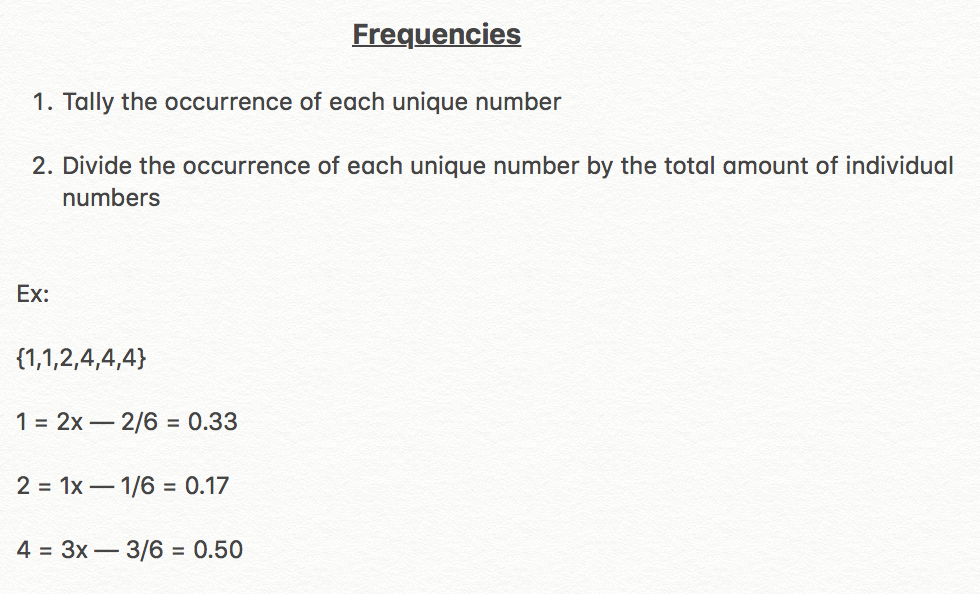 Frequencies
1. Tally the occurrence of each unique number
2. Divide the occurrence of each unique number by the total amount of individual
numbers
Ex:
{1,1,2,4,4,4}
1 = 2x — 2/6 = 0.33
2 = 1x — 1/6 = 0.17
4 = 3x — 3/6 = 0.50